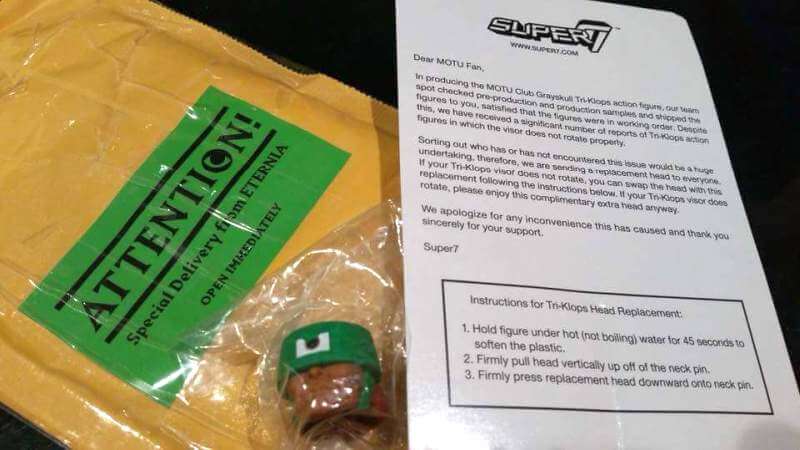 ATTENTION!
Special Delivery from ETERNIA
OPEN IMMEDIATELY
SUPER7
WWW.SUPER7.COM
Dear MOTU Fan,
In producing the MOTU Club Grayskull Tri-Klops action figure, our team
spot checked pre-production and production samples and shipped the
figures to you, satisfied that the figures were in working order. Despite
this, we have received a significant number of reports of Tri-Klops action
figures in which the visor does not rotate properly.
Sorting out who has or has not encountered this issue would be a huge
undertaking, therefore, we are sending a replacement head to everyone.
If your Tri-Klops visor does not rotate, you can swap the head with this
replacement following the instructions below. If your Tri-Klops visor does
rotate, please enjoy this complimentary extra head anyway.
We apologize for any inconvenience this has caused and thank you
sincerely for your support.
Super7
Instructions for Tri-Klops Head Replacement:
1. Hold figure under hot (not boiling) water for 45 seconds to
soften the plastic.
2. Firmly pull head vertically up off of the neck pin.
3. Firmly press replacement head downward onto neck pin.